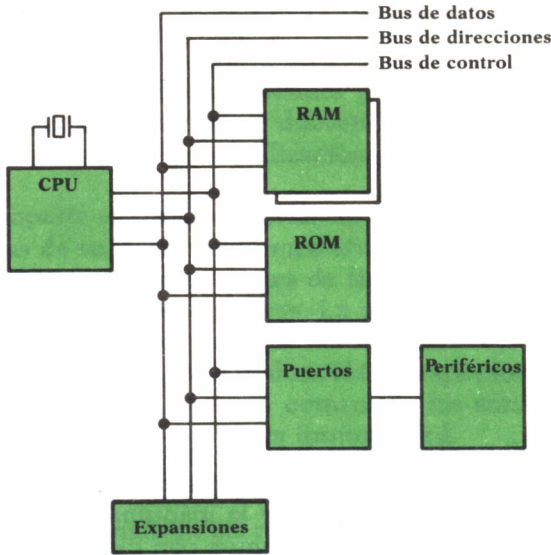 Bus de datos
Bus de direcciones
Bus de control
RAM
CPU
ROM
Puertos
Periféricos
Expansiones